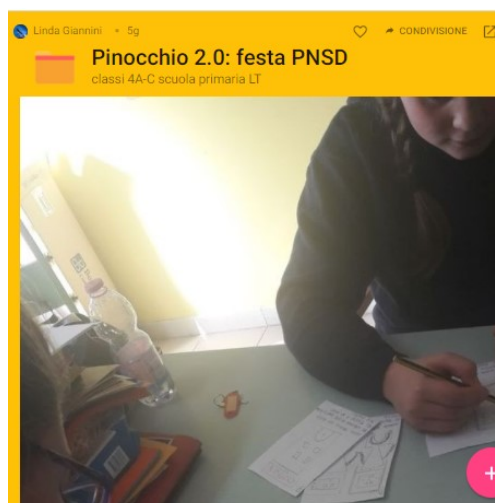 Linda Giannini • 5g
CONDIVISIONE
Pinocchio 2.0: festa PNSD
classi 4A-C scuola primaria LT